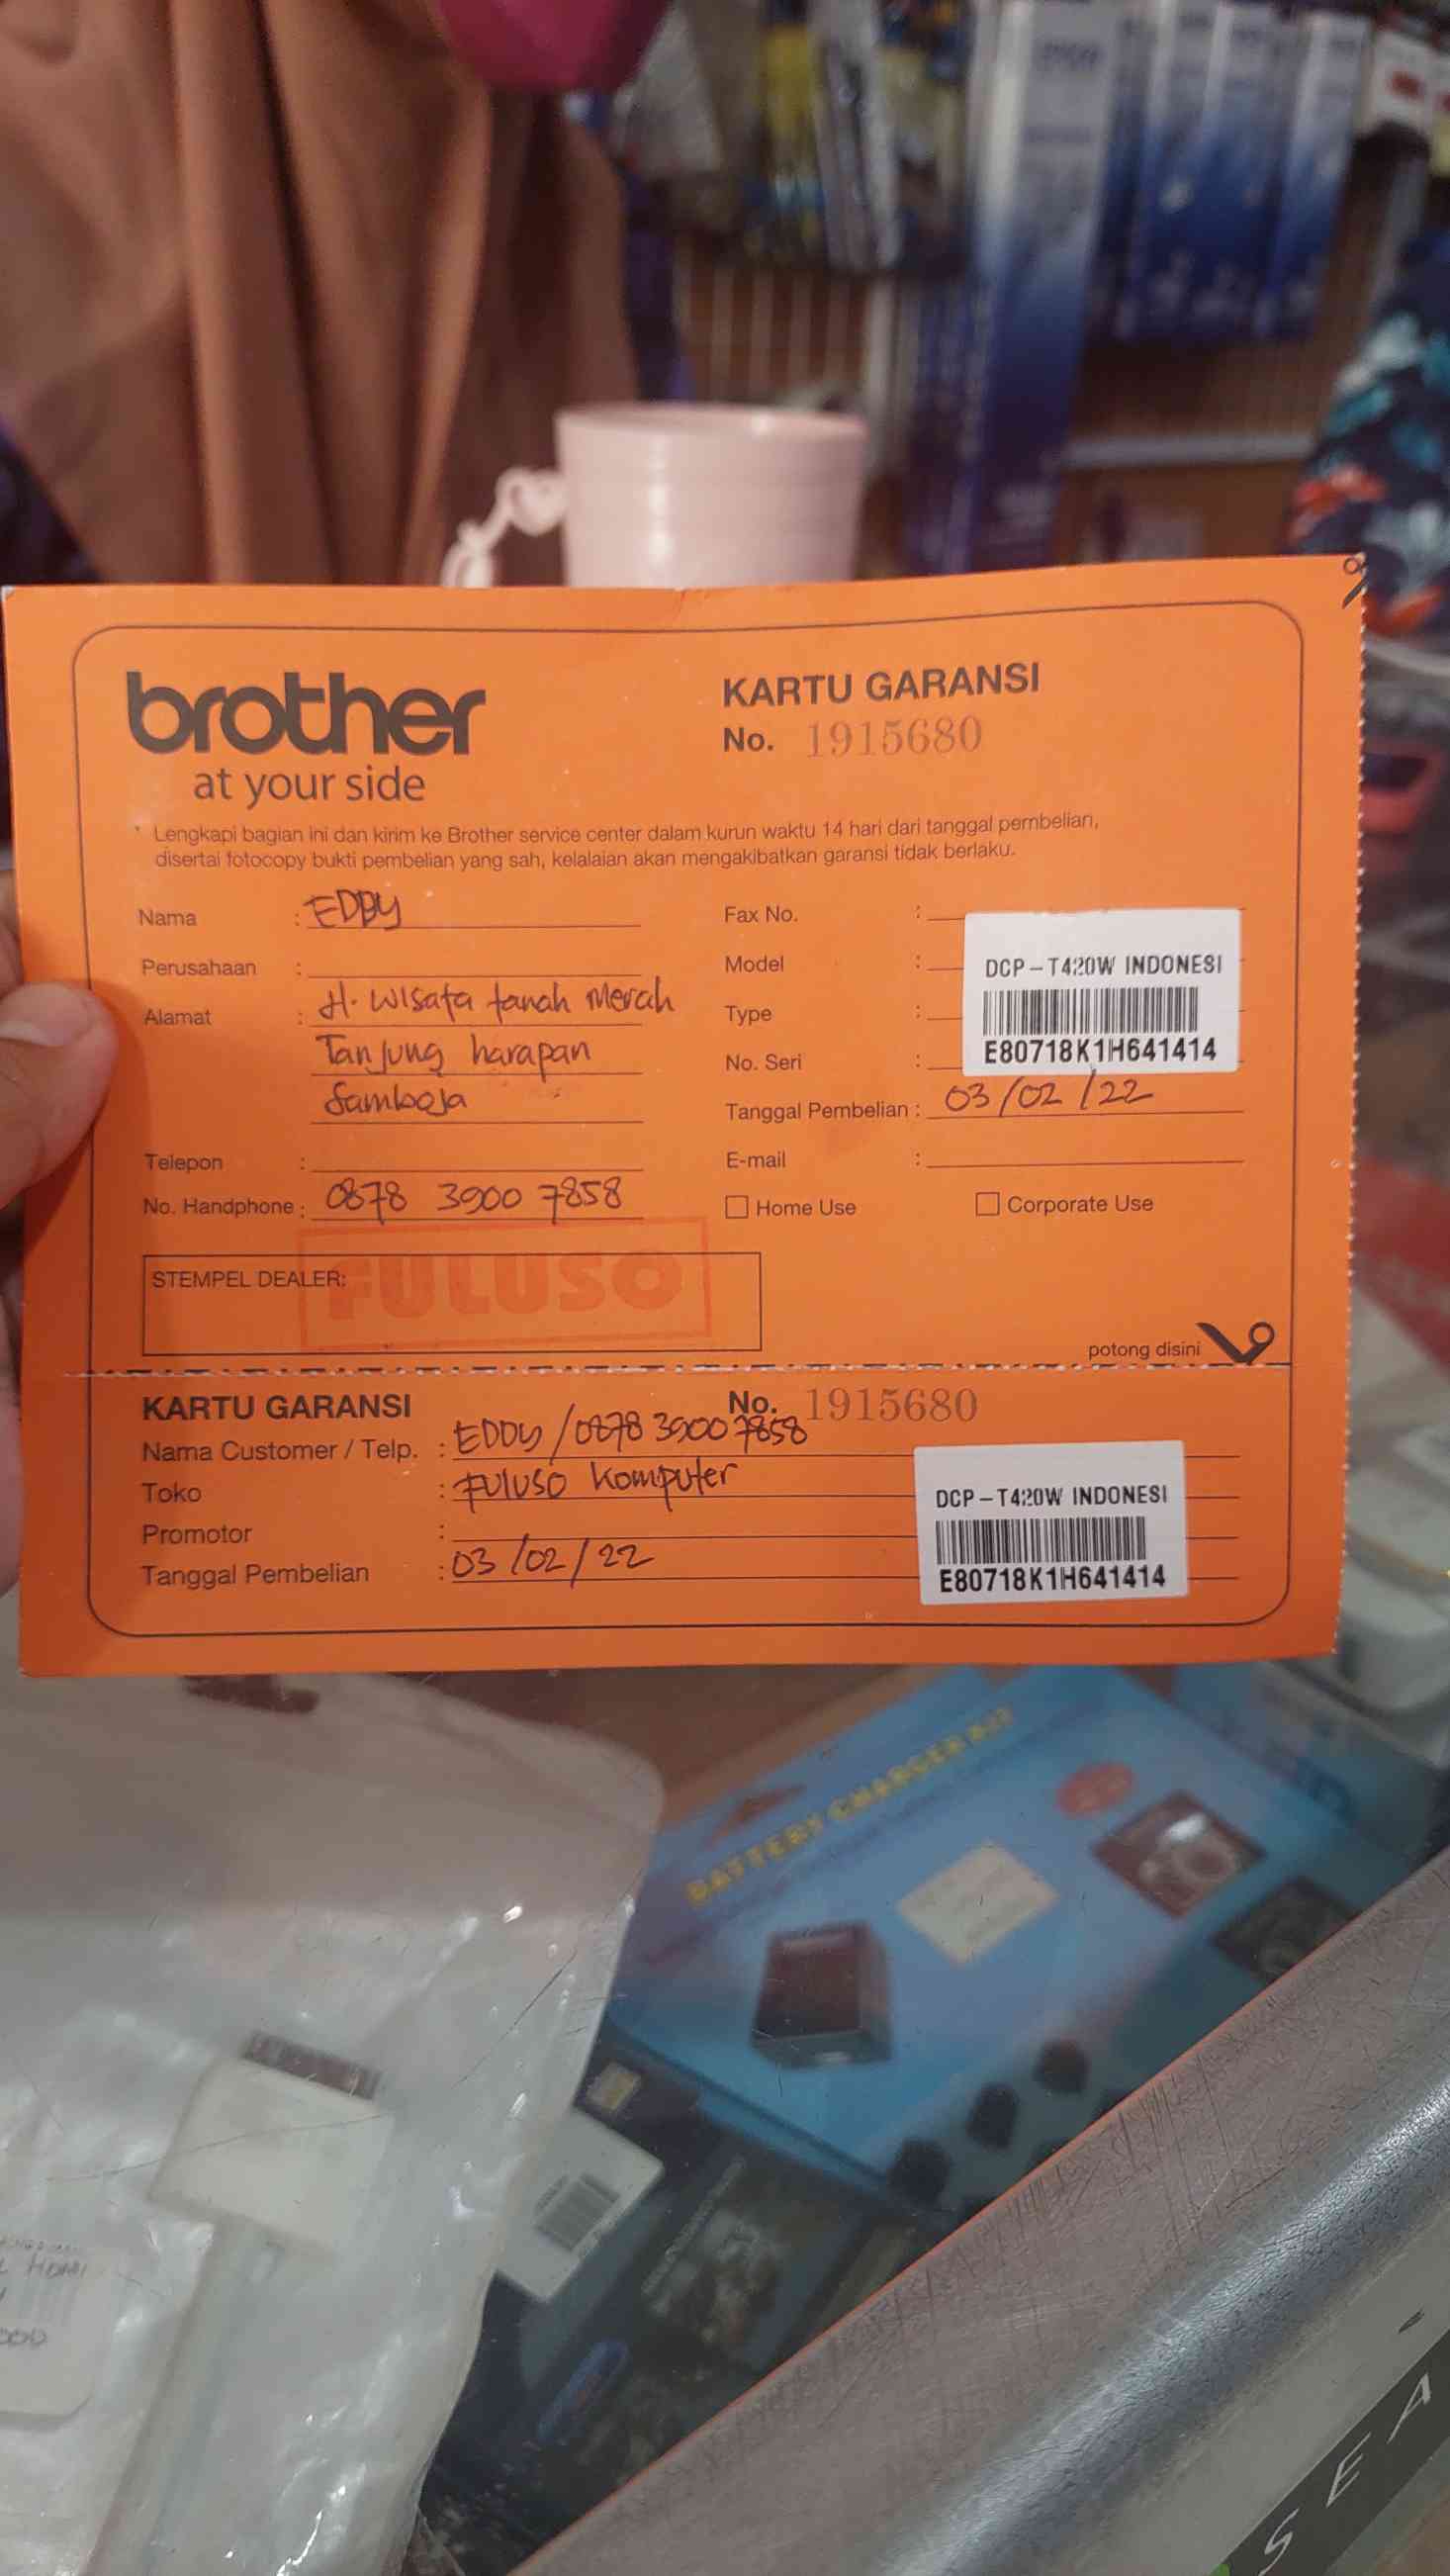 brother
at your side
KARTU GARANSI
No. 1915680
* Lengkapi bagian ini dan kirim ke Brother service center dalam kurun waktu 14 hari dari tanggal pembelian,
disertai fotocopy bukti pembelian yang sah, kelalaian akan mengakibatkan garansi tidak berlaku.
Nama : EDDY
Perusahaan :
Alamat : Jl. Wisata tanah Merah
Tanjung harapan
Samboja
Telepon :
No. Handphone : 0878 3900 7858
Fax No. :
Model :
Type :
No. Seri :
DCP-T420W INDONESI
E80718K1H641414
Tanggal Pembelian : 03/02/22
E-mail :
Home Use
Corporate Use
STEMPEL DEALER:
FULUSO
potong disini
KARTU GARANSI No. 1915680
Nama Customer / Telp. : EDDY / 0878 3900 7858
Toko : FULUSO Komputer
Promotor :
Tanggal Pembelian : 03/02/22
DCP-T420W INDONESI
E80718K1H641414
BATTERY CHARGER KIT
SEA